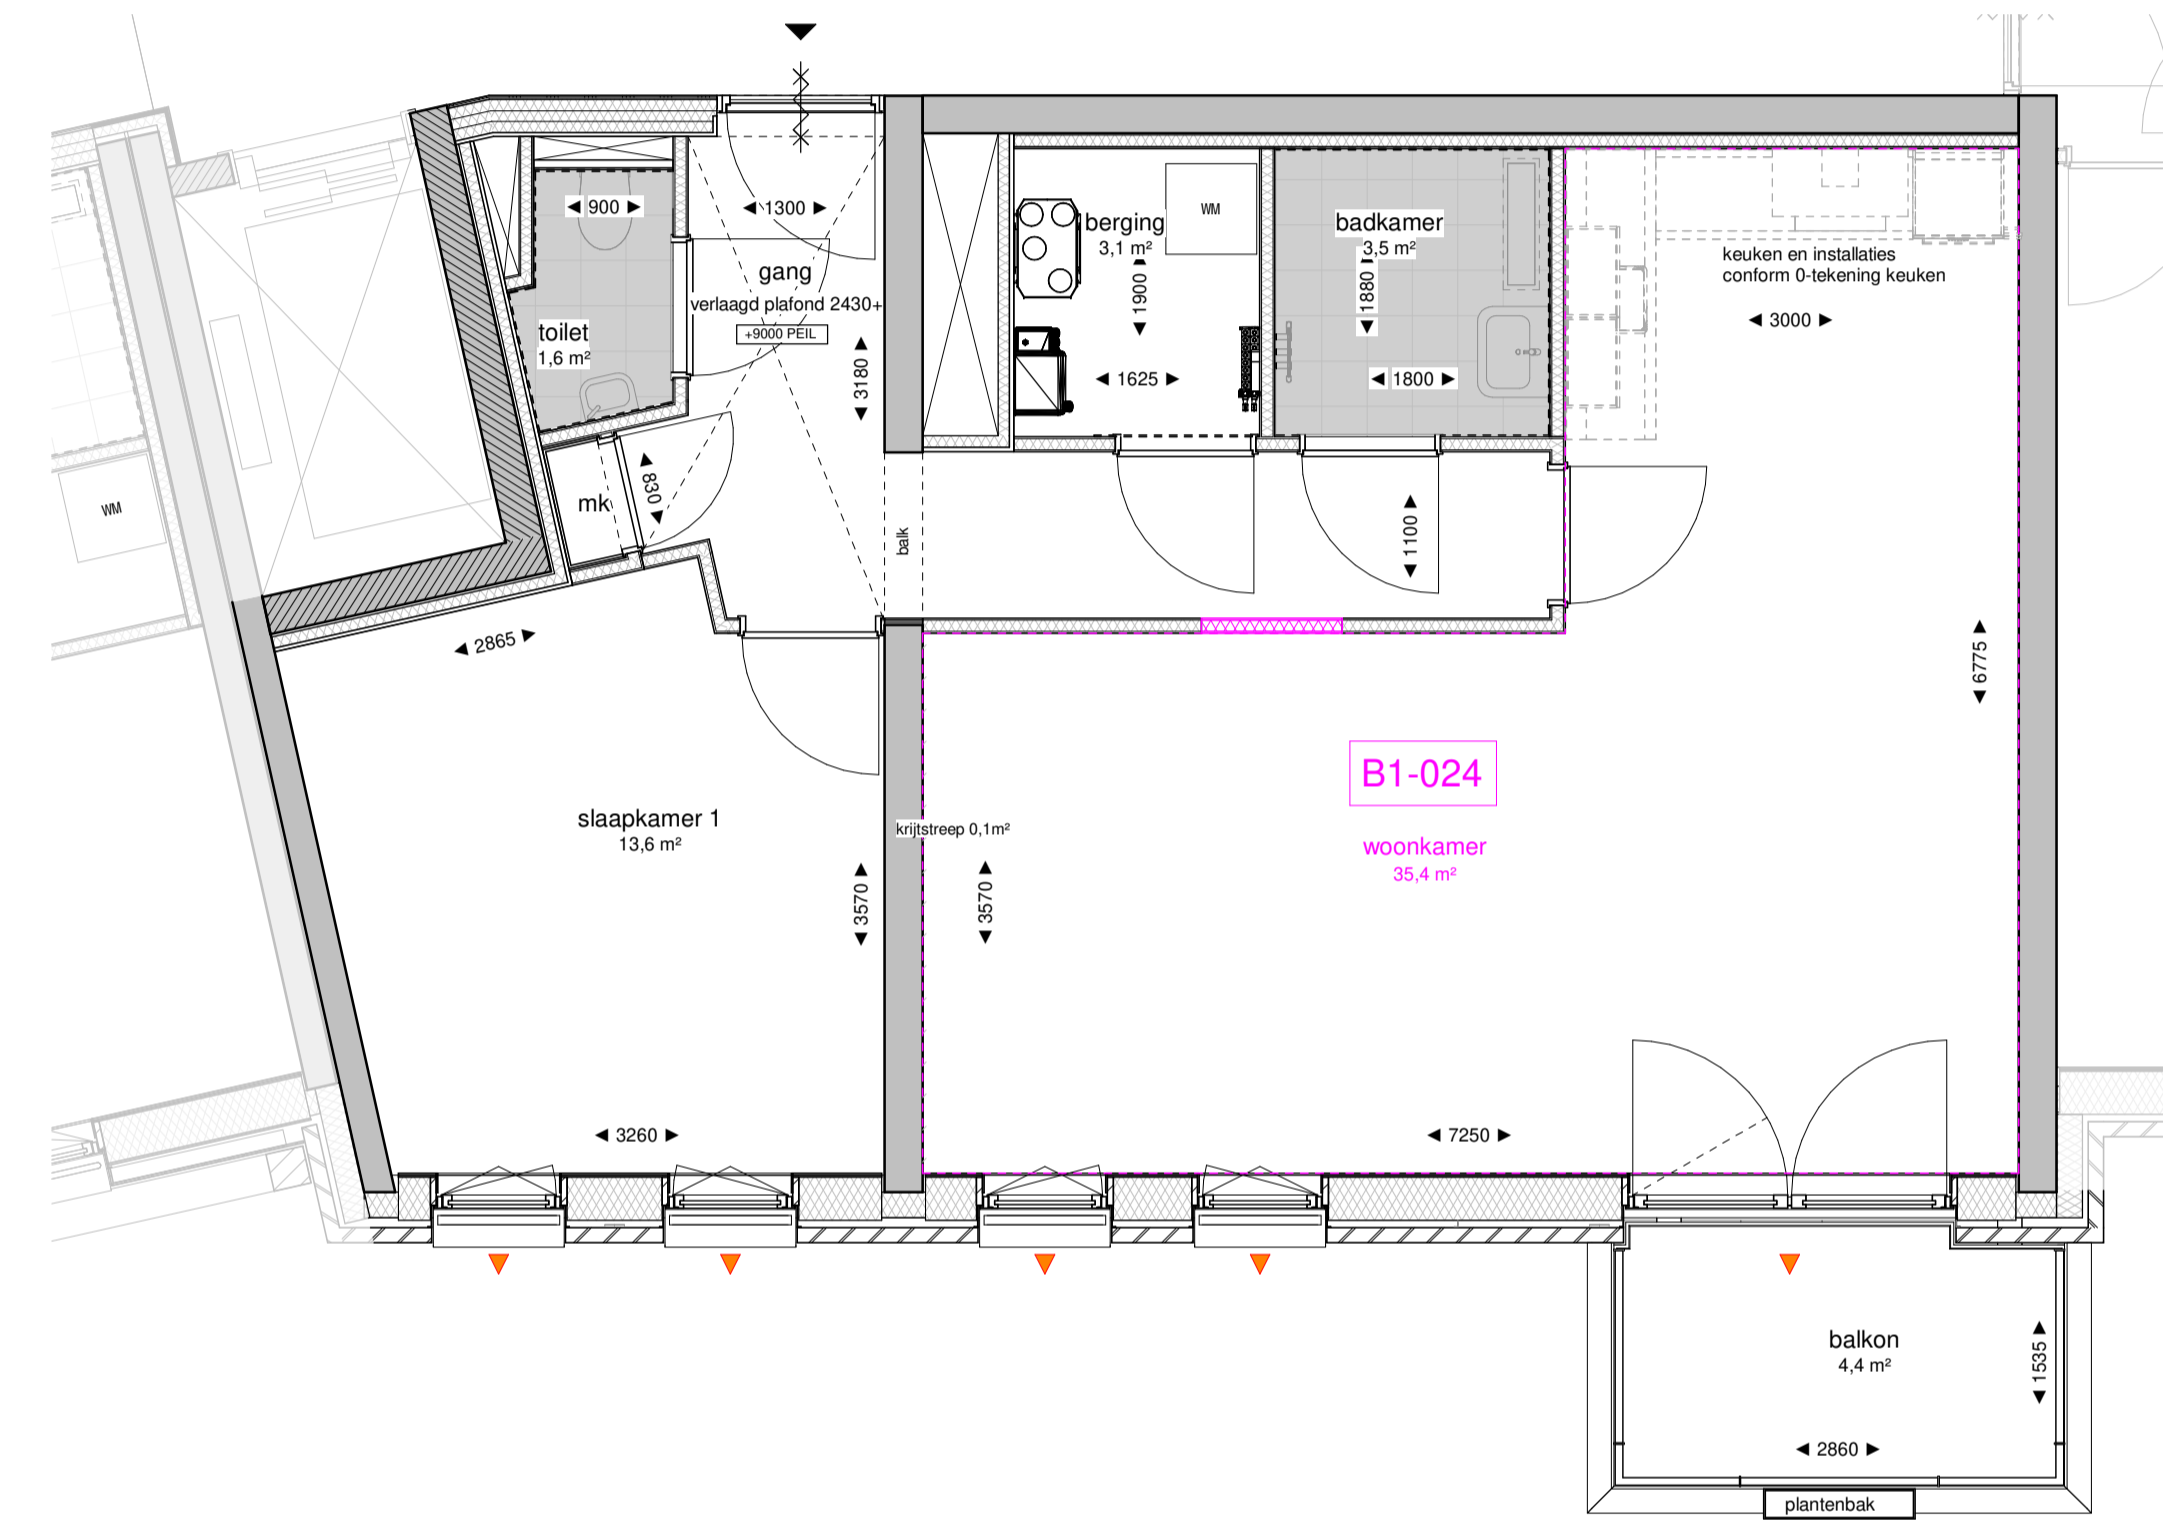 900
1300
gang
verlaagd plafond 2430+
+9000 PEIL
toilet
1,6 m²
3180
830
mk
balk
berging
3,1 m²
1900
1625
WM
badkamer
3,5 m²
1880
1800
1100
keuken en installaties
conform 0-tekening keuken
3000
6775
WM
2865
slaapkamer 1
13,6 m²
3570
3260
krijtstreep 0,1m²
3570
B1-024
woonkamer
35,4 m²
7250
balkon
4,4 m²
1535
2860
plantenbak